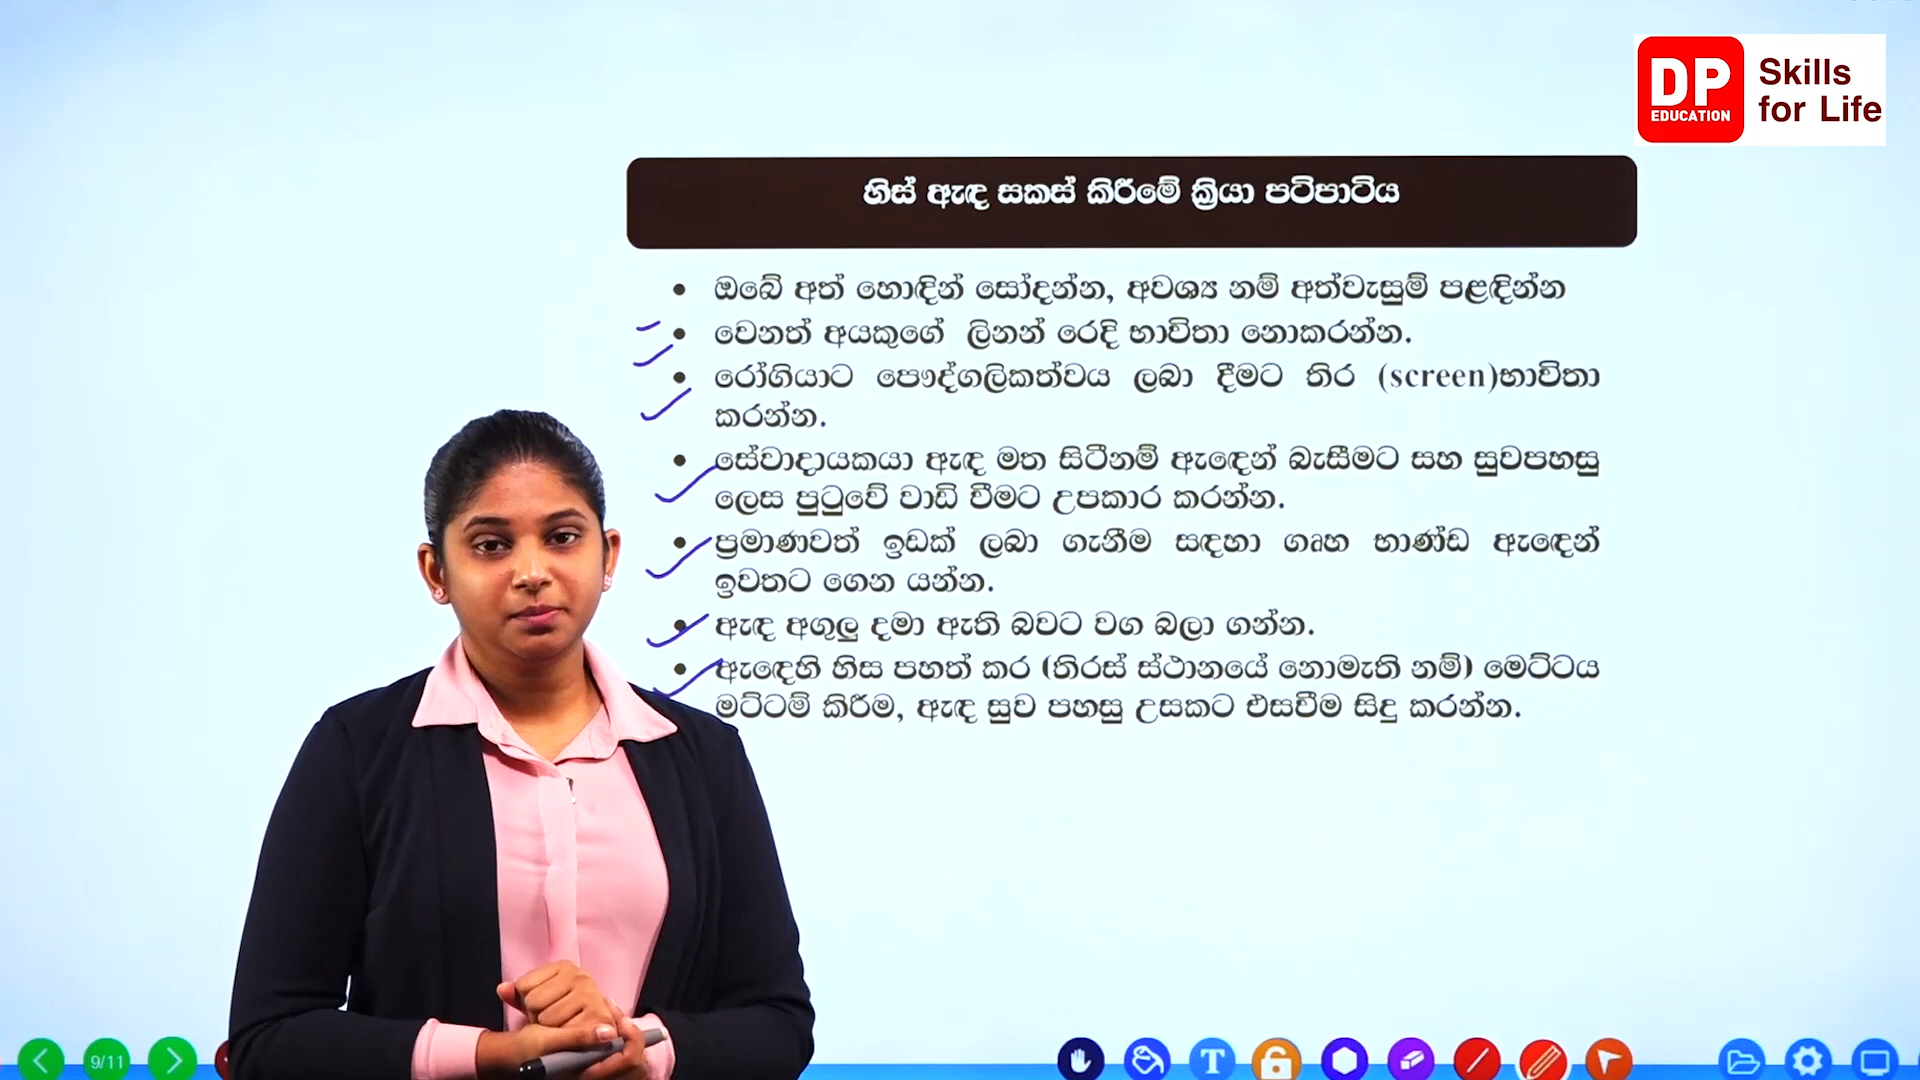 DP
EDUCATION
Skills
for Life
හිස් ඇඳ සකස් කිරීමේ ක්‍රියා පටිපාටිය
• ඔබේ අත් හොඳින් සෝදන්න, අවශ්‍ය නම් අත්වැසුම් පළඳින්න
• වෙනත් අයකුගේ ලිනන් රෙදි භාවිතා නොකරන්න.
• රෝගියාට පෞද්ගලිකත්වය ලබා දීමට තිර (screen)භාවිතා
කරන්න.
• සේවාදායකයා ඇඳ මත සිටීනම් ඇඳෙන් බැසීමට සහ සුවපහසු
ලෙස පුටුවේ වාඩි වීමට උපකාර කරන්න.
• ප්‍රමාණවත් ඉඩක් ලබා ගැනීම සඳහා ගෘහ භාණ්ඩ ඇඳෙන්
ඉවතට ගෙන යන්න.
• ඇඳ අගුලු දමා ඇති බවට වග බලා ගන්න.
• ඇඳෙහි හිස පහත් කර (තිරස් ස්ථානයේ නොමැති නම්) මෙට්ටය
මට්ටම් කිරීම, ඇඳ සුව පහසු උසකට එසවීම සිදු කරන්න.
9/11
T